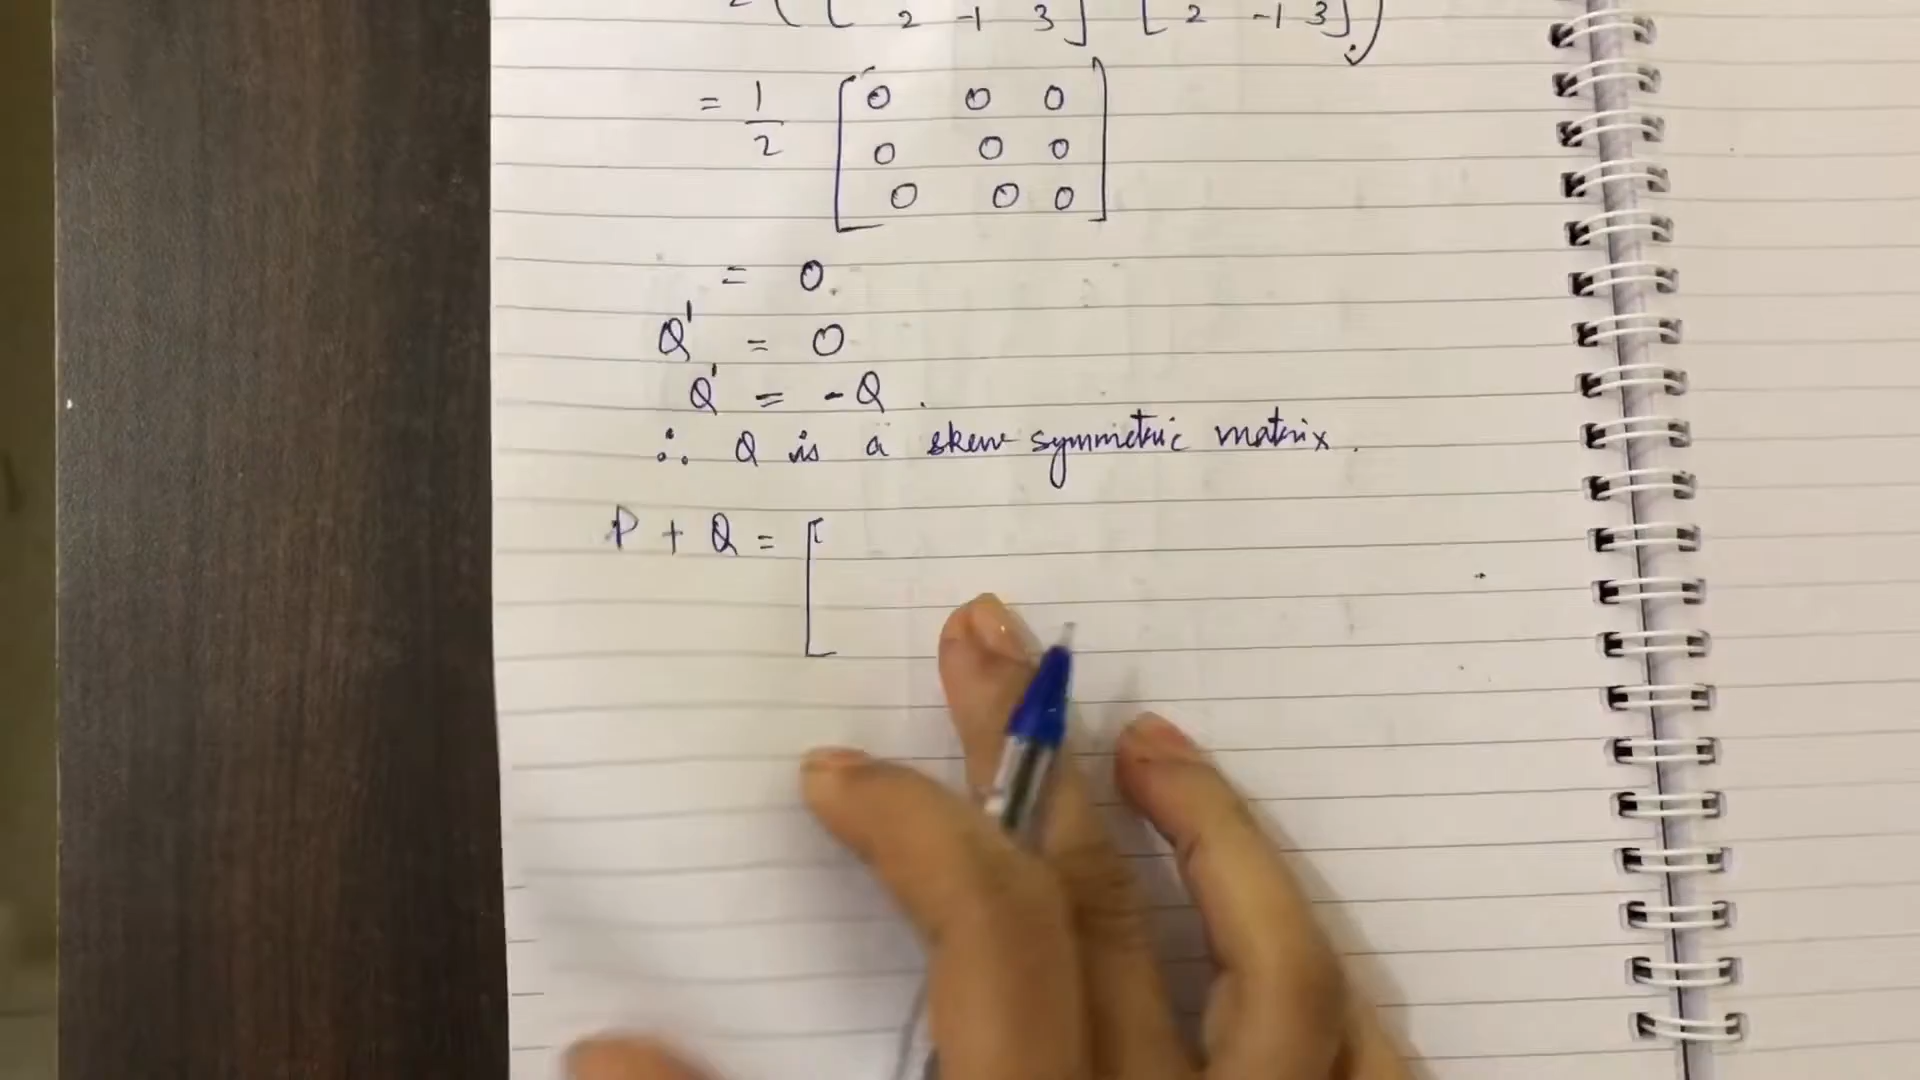 2 ( [ 2 -1 3 ] [ 2 -1 3 ] )
= 1/2 [ 0 0 0
0 0 0
0 0 0 ]
= 0.
Q' = 0
Q' = -Q.
∴ Q is a skew symmetric matrix.
P + Q = [